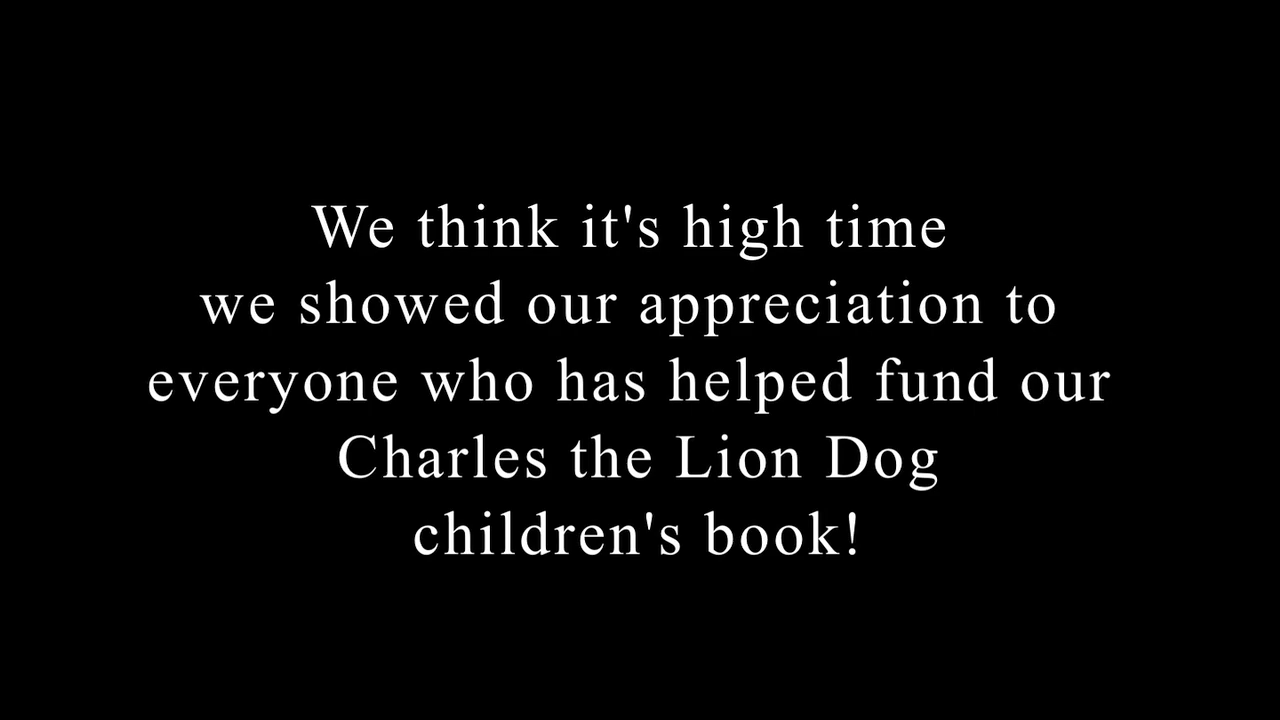 We think it's high time
we showed our appreciation to
everyone who has helped fund our
Charles the Lion Dog
children's book!